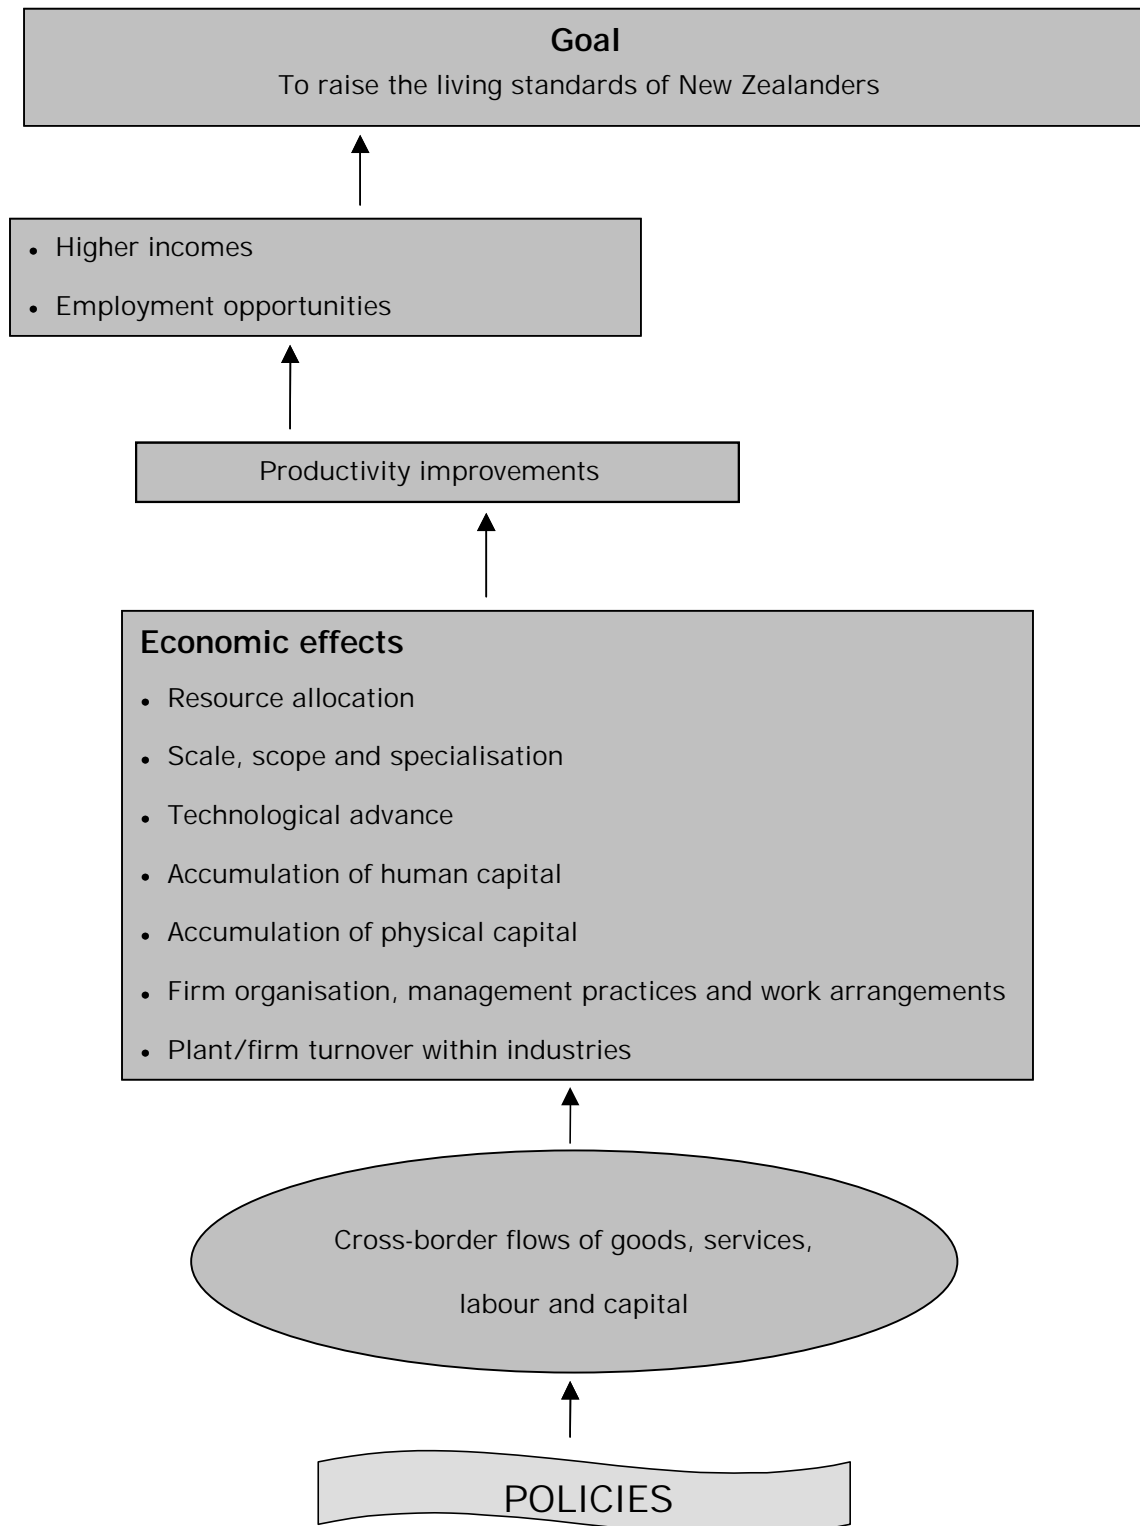 Goal
To raise the living standards of New Zealanders
• Higher incomes
• Employment opportunities
Productivity improvements
Economic effects
• Resource allocation
• Scale, scope and specialisation
• Technological advance
• Accumulation of human capital
• Accumulation of physical capital
• Firm organisation, management practices and work arrangements
• Plant/firm turnover within industries
Cross-border flows of goods, services,
labour and capital
POLICIES